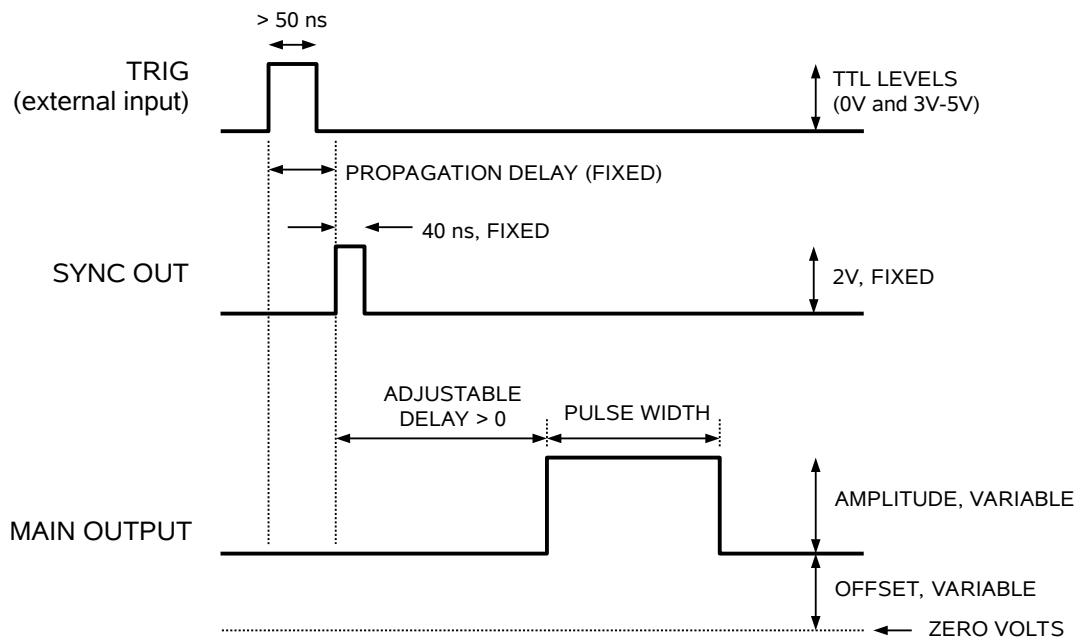 > 50 ns
TRIG
(external input)
TTL LEVELS
(0V and 3V-5V)
PROPAGATION DELAY (FIXED)
40 ns, FIXED
SYNC OUT
2V, FIXED
ADJUSTABLE
DELAY > 0
PULSE WIDTH
AMPLITUDE, VARIABLE
MAIN OUTPUT
OFFSET, VARIABLE
ZERO VOLTS